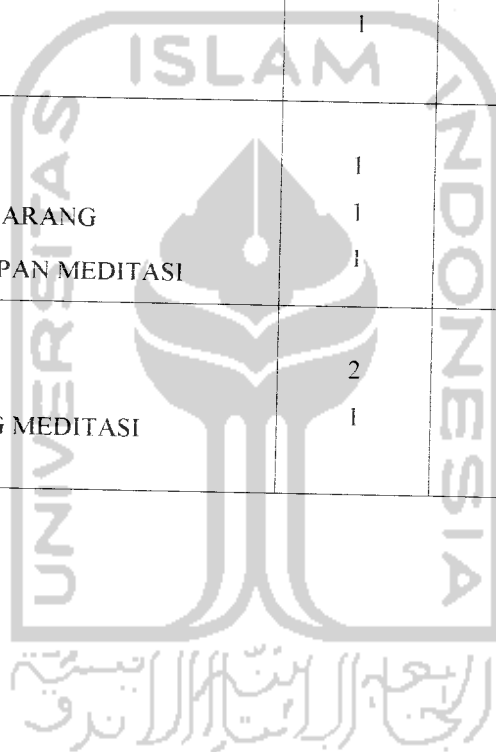 1
ISLAM
1
ARANG 1
PAN MEDITASI 1
2
G MEDITASI 1
UNIVERSITAS
INDONESIA